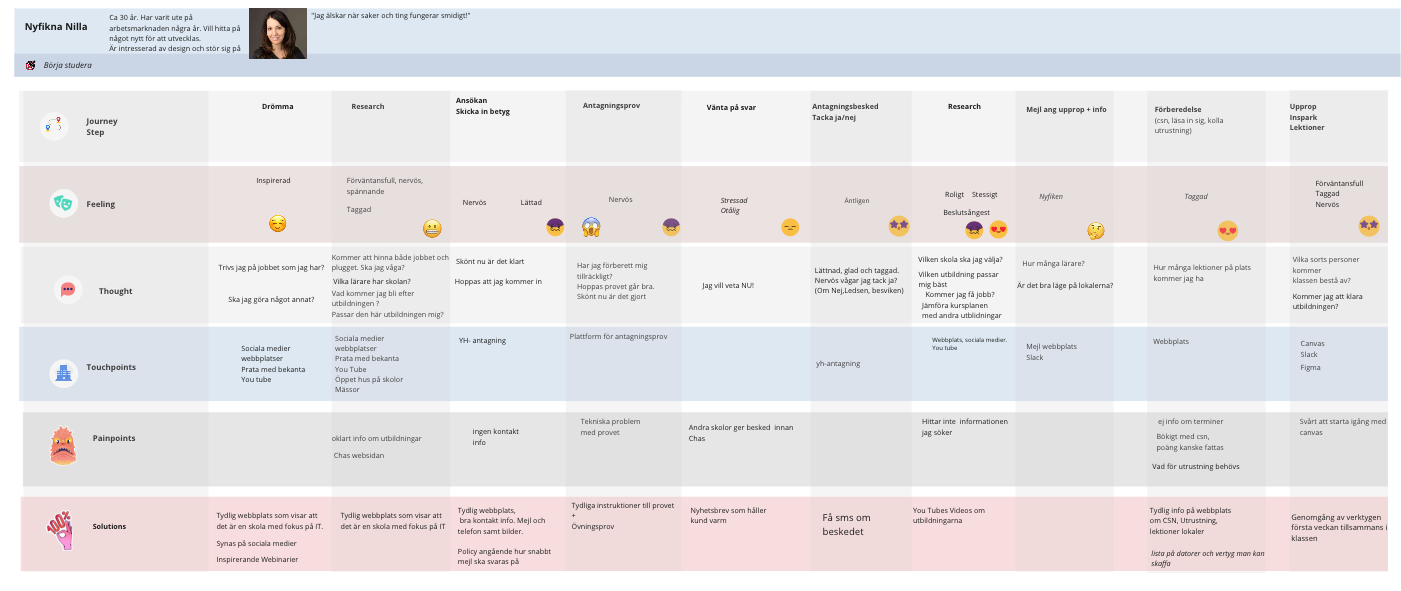 Nyfikna Nilla
Ca 30 år. Har varit ute på
arbetsmarknaden några år. Vill hitta på
något nytt för att utvecklas.
Är intresserad av design och stör sig på
"Jag älskar när saker och ting fungerar smidigt!"
Börja studera
Journey
Step
Drömma
Research
Ansökan
Skicka in betyg
Antagningsprov
Vänta på svar
Antagningsbesked
Tacka ja/nej
Research
Mejl ang upprop + info
Förberedelse
(csn, läsa in sig, kolla
utrustning)
Upprop
Inspark
Lektioner
Feeling
Inspirerad
Förväntansfull, nervös,
spännande
Taggad
Nervös
Lättad
Nervös
Stressad
Otålig
Äntligen
Roligt
Stessigt
Beslutsångest
Nyfiken
Taggad
Förväntansfull
Taggad
Nervös
Thought
Trivs jag på jobbet som jag har?
Ska jag göra något annat?
Kommer att hinna både jobbet och
plugget. Ska jag våga?
Vilka lärare har skolan?
Vad kommer jag bli efter
utbildningen ?
Passar den här utbildningen mig?
Skönt nu är det klart
Hoppas att jag kommer in
Har jag förberett mig
tillräckligt?
Hoppas provet går bra.
Skönt nu är det gjort
Jag vill veta NU!
Lättnad, glad och taggad.
Nervös vågar jag tack ja?
(Om Nej,Ledsen, besviken)
Vilken skola ska jag välja?
Vilken utbildning passar
mig bäst
Kommer jag få jobb?
Jämföra kursplanen
med andra utblidningar
Hur många lärare?
Är det bra läge på lokalerna?
Hur många lektioner på plats
kommer jag ha
Vilka sorts personer
kommer
klassen bestå av?
Kommer jag att klara
utbildningen?
Touchpoints
Sociala medier
webbplatser
Prata med bekanta
You tube
Sociala medier
webbplatser
Prata med bekanta
You Tube
Öppet hus på skolor
Mässor
YH- antagning
Plattform för antagningsprov
yh-antagning
Webbplats, sociala medier.
You tube
Mejl webbplats
Slack
Webbplats
Canvas
Slack
Figma
Painpoints
oklart info om utbildningar
Chas websidan
ingen kontakt
info
Tekniska problem
med provet
Andra skolor ger besked innan
Chas
Hittar inte informationen
jag söker
ej info om terminer
Bökigt med csn,
poäng kanske fattas
Vad för utrustning behövs
Svårt att starta igång med
canvas
Solutions
Tydlig webbplats som visar att
det är en skola med fokus på IT.
Synas på sociala medier
Inspirerande Webinarier
Tydlig webbplats som visar att
det är en skola med fokus på IT
Tydlig webbplats,
bra kontakt info. Mejl och
telefon samt bilder.
Policy angående hur snabbt
mejl ska svaras på
Tydliga instruktioner till provet
+
Övningsprov
Nyhetsbrev som håller
kund varm
Få sms om
beskedet
You Tubes Videos om
utbildningarna
Tydlig info på webbplats
om CSN, Utrustning,
lektioner lokaler
lista på datorer och vertyg man kan
skaffa
Genomgång av verktygen
första veckan tillsammans i
klassen